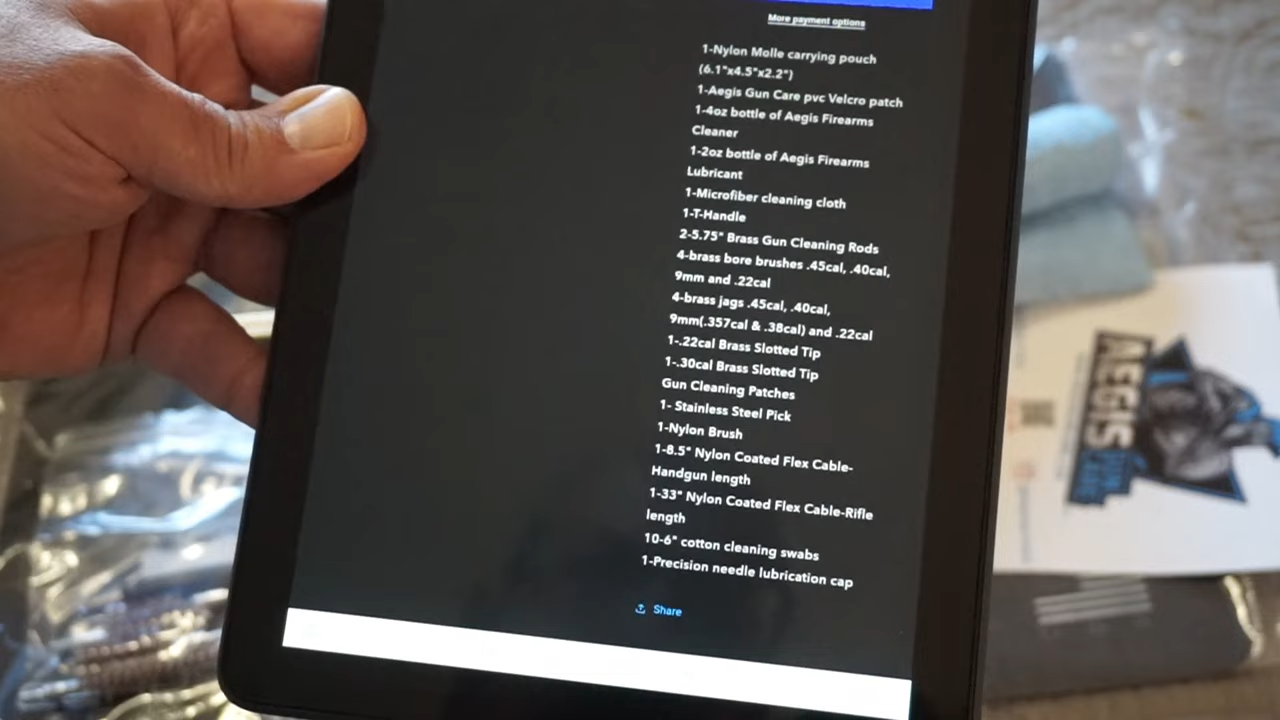 More payment options
1-Nylon Molle carrying pouch
(6.1"x4.5"x2.2")
1-Aegis Gun Care pvc Velcro patch
1-4oz bottle of Aegis Firearms
Cleaner
1-2oz bottle of Aegis Firearms
Lubricant
1-Microfiber cleaning cloth
1-T-Handle
2-5.75" Brass Gun Cleaning Rods
4-brass bore brushes .45cal, .40cal,
9mm and .22cal
4-brass jags .45cal, .40cal,
9mm(.357cal & .38cal) and .22cal
1-.22cal Brass Slotted Tip
1-.30cal Brass Slotted Tip
Gun Cleaning Patches
1- Stainless Steel Pick
1-Nylon Brush
1-8.5" Nylon Coated Flex Cable-
Handgun length
1-33" Nylon Coated Flex Cable-Rifle
length
10-6" cotton cleaning swabs
1-Precision needle lubrication cap
Share
AEGIS